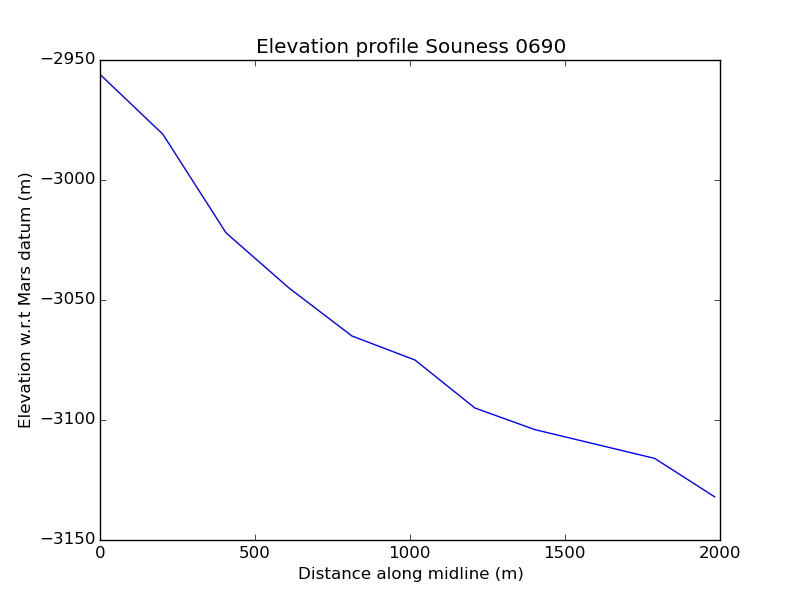 Elevation profile Souness 0690
−2950
−3000
−3050
−3100
−3150
Elevation w.r.t Mars datum (m)
0 500 1000 1500 2000
Distance along midline (m)